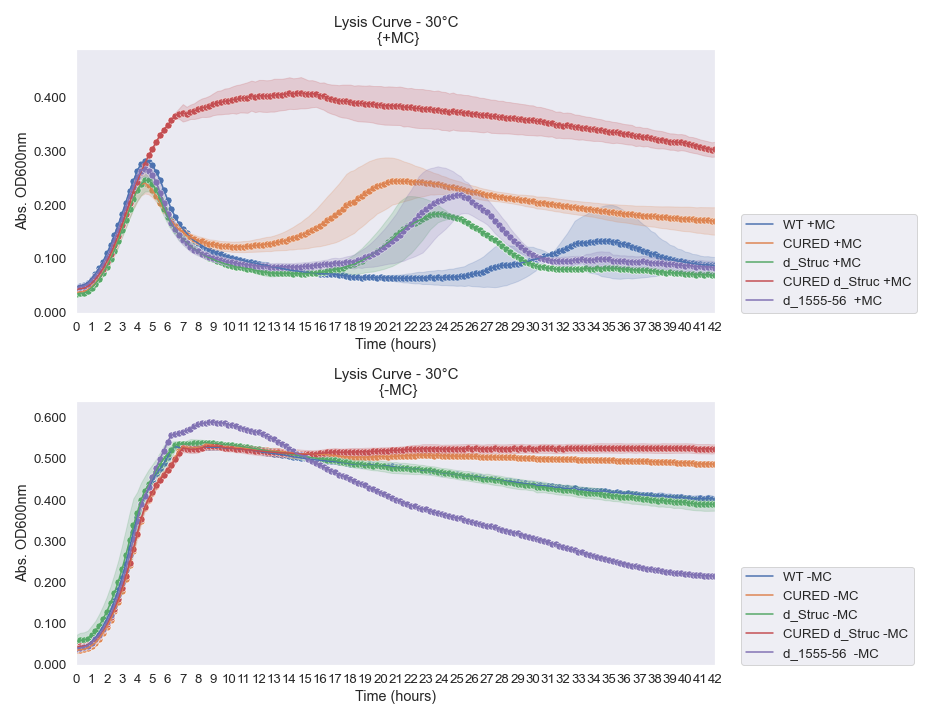 Lysis Curve - 30°C
{+MC}
Abs. OD600nm
0.400
0.300
0.200
0.100
0.000
0 1 2 3 4 5 6 7 8 9 10 11 12 13 14 15 16 17 18 19 20 21 22 23 24 25 26 27 28 29 30 31 32 33 34 35 36 37 38 39 40 41 42
Time (hours)
WT +MC
CURED +MC
d_Struc +MC
CURED d_Struc +MC
d_1555-56  +MC
Lysis Curve - 30°C
{-MC}
Abs. OD600nm
0.600
0.500
0.400
0.300
0.200
0.100
0.000
0 1 2 3 4 5 6 7 8 9 10 11 12 13 14 15 16 17 18 19 20 21 22 23 24 25 26 27 28 29 30 31 32 33 34 35 36 37 38 39 40 41 42
Time (hours)
WT -MC
CURED -MC
d_Struc -MC
CURED d_Struc -MC
d_1555-56  -MC